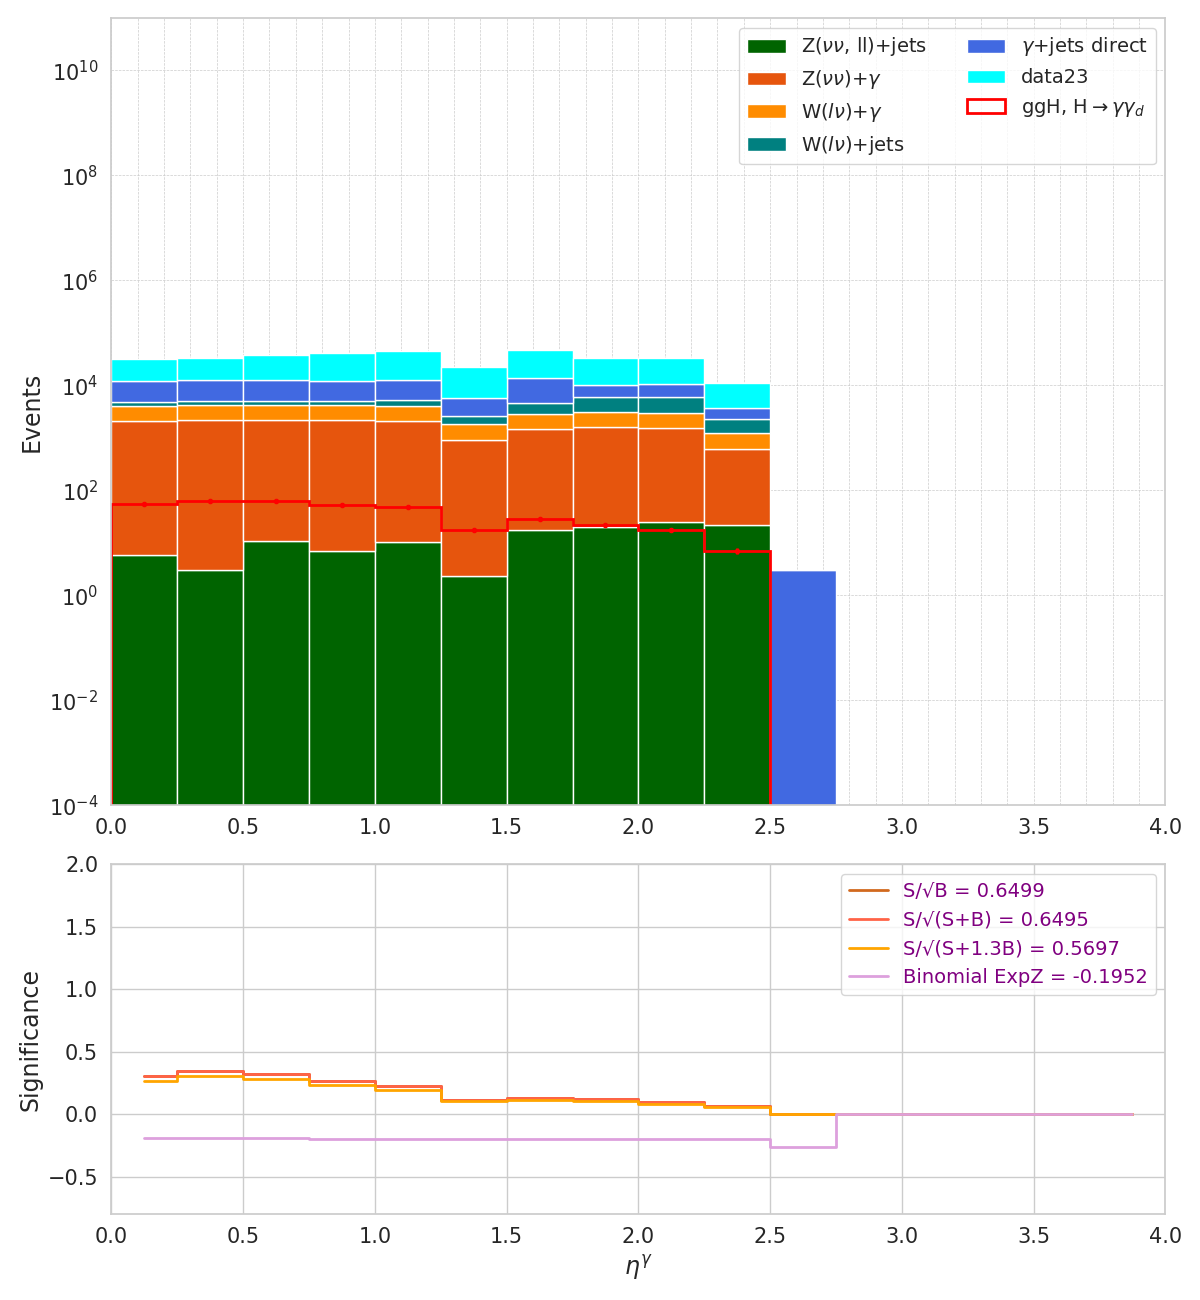 Z(νν, ll)+jets
Z(νν)+γ
W(lν)+γ
W(lν)+jets
γ+jets direct
data23
ggH, H→γγ_d
10^10
10^8
10^6
10^4
10^2
10^0
10^−2
10^−4
Events
0.0 0.5 1.0 1.5 2.0 2.5 3.0 3.5 4.0
S/√B = 0.6499
S/√(S+B) = 0.6495
S/√(S+1.3B) = 0.5697
Binomial ExpZ = -0.1952
2.0
1.5
1.0
0.5
0.0
−0.5
Significance
0.0 0.5 1.0 1.5 2.0 2.5 3.0 3.5 4.0
η^γ